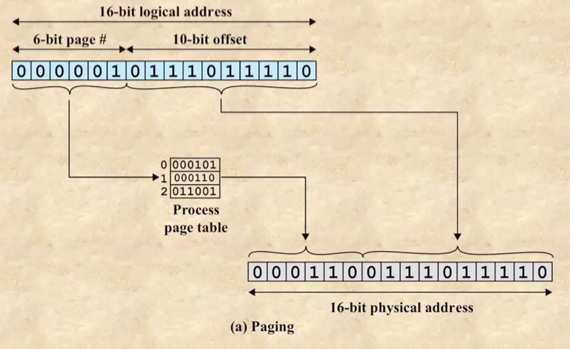 16-bit logical address
6-bit page # 10-bit offset
0 0 0 0 0 1 0 1 1 1 0 1 1 1 1 0
0 000101
1 000110
2 011001
Process
page table
0 0 0 1 1 0 0 1 1 1 0 1 1 1 1 0
16-bit physical address
(a) Paging